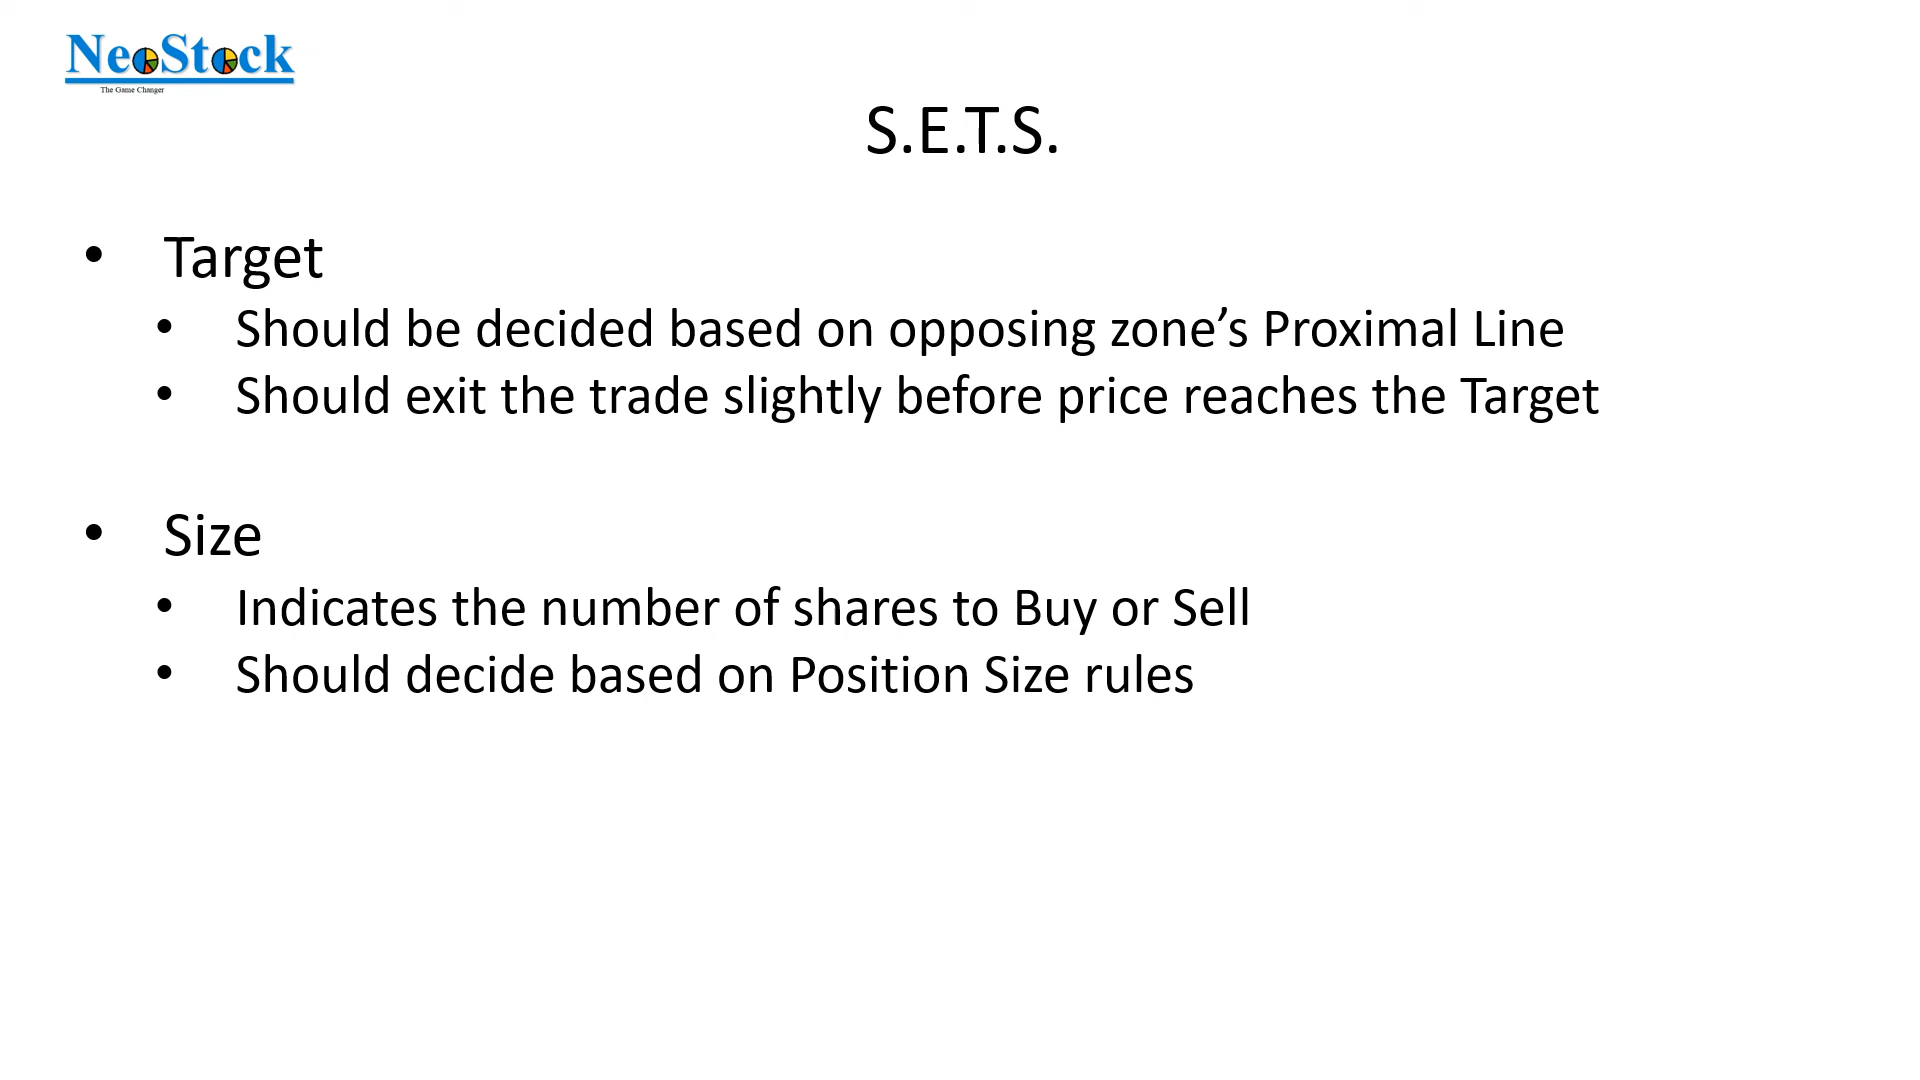 NeoStock
The Game Changer
S.E.T.S.
• Target
• Should be decided based on opposing zone’s Proximal Line
• Should exit the trade slightly before price reaches the Target
• Size
• Indicates the number of shares to Buy or Sell
• Should decide based on Position Size rules